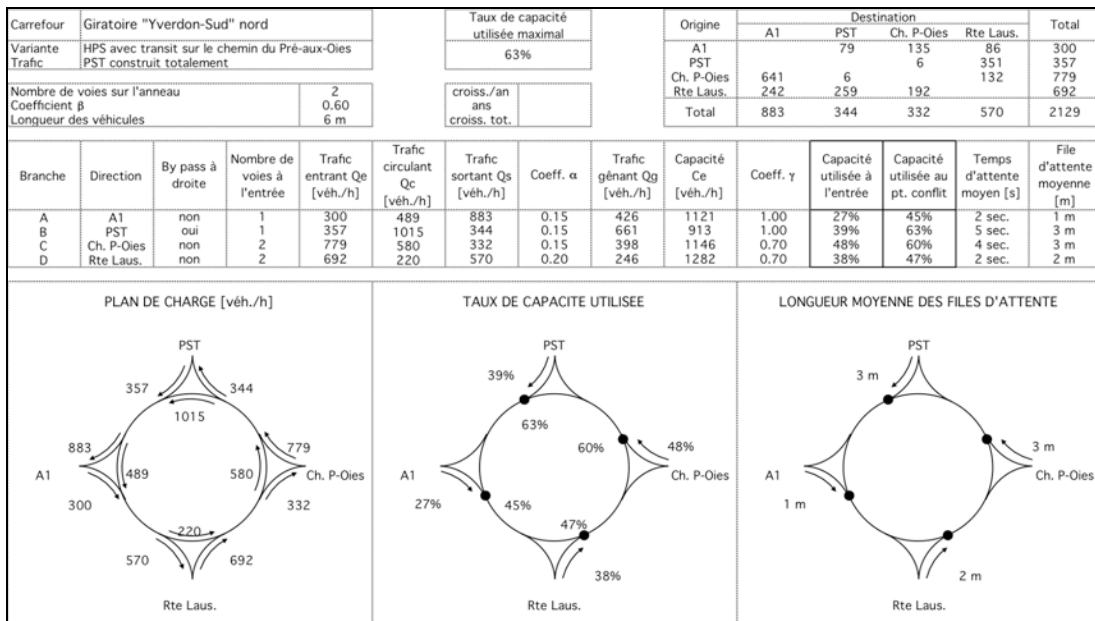 Carrefour Giratoire "Yverdon-Sud" nord
Variante HPS avec transit sur le chemin du Pré-aux-Oies
Trafic PST construit totalement
Nombre de voies sur l'anneau 2
Coefficient β 0.60
Longueur des véhicules 6 m
Taux de capacité
utilisée maximal
63%
croiss./an
ans
croiss. tot.
Origine Destination Total
A1 PST Ch. P-Oies Rte Laus.
A1 79 135 86 300
PST 6 351 357
Ch. P-Oies 641 6 132 779
Rte Laus. 242 259 192 692
Total 883 344 332 570 2129
Branche Direction By pass à droite Nombre de voies à l'entrée Trafic entrant Qe [véh./h] Trafic circulant Qc [véh./h] Trafic sortant Qs [véh./h] Coeff. α Trafic gênant Qg [véh./h] Capacité Ce [véh./h] Coeff. γ Capacité utilisée à l'entrée Capacité utilisée au pt. conflit Temps d'attente moyen [s] File d'attente moyenne [m]
A A1 non 1 300 489 883 0.15 426 1121 1.00 27% 45% 2 sec. 1 m
B PST oui 1 357 1015 344 0.15 661 913 1.00 39% 63% 5 sec. 3 m
C Ch. P-Oies non 2 779 580 332 0.15 398 1146 0.70 48% 60% 4 sec. 3 m
D Rte Laus. non 2 692 220 570 0.20 246 1282 0.70 38% 47% 2 sec. 2 m
PLAN DE CHARGE [véh./h]
PST
357 344
1015
883 779
A1 489 580 Ch. P-Oies
300 332
220
570 692
Rte Laus.
TAUX DE CAPACITE UTILISEE
PST
39%
63%
60% 48%
A1 Ch. P-Oies
27% 45%
47%
38%
Rte Laus.
LONGUEUR MOYENNE DES FILES D'ATTENTE
PST
3 m
3 m
A1 Ch. P-Oies
1 m
2 m
Rte Laus.